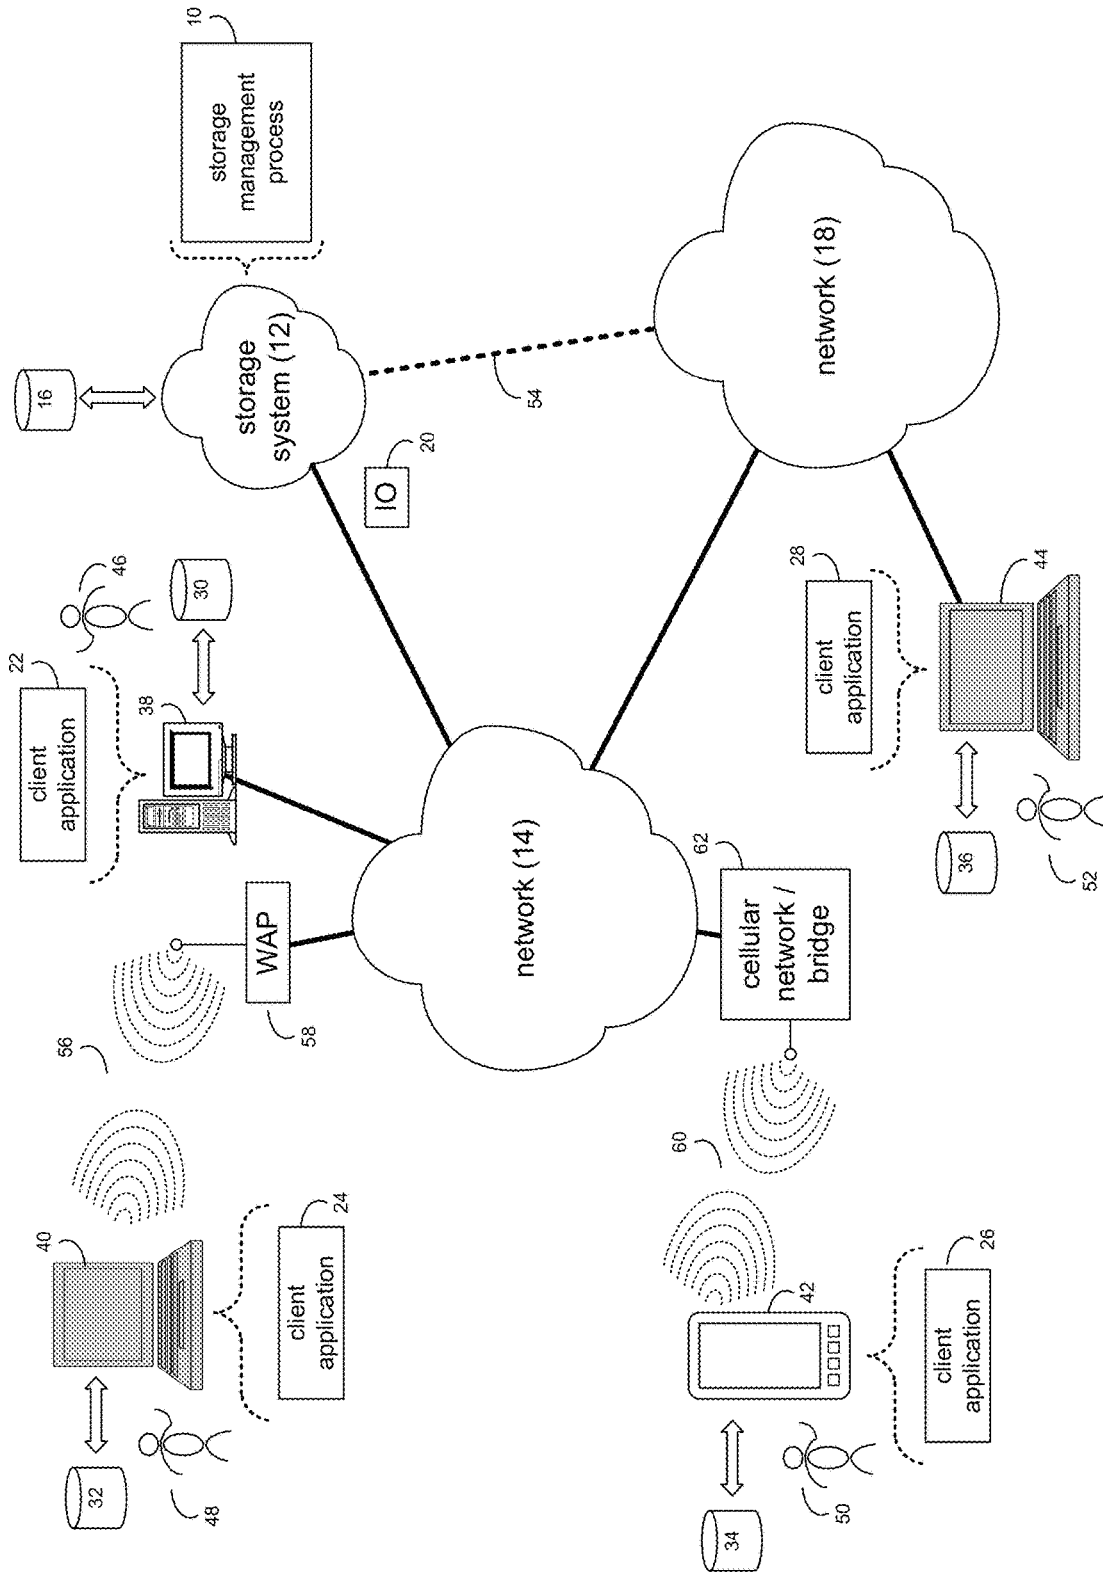 32
48
40
client
application
24
56
58
WAP
client
application
22
38
46
30
16
storage
system (12)
storage
management
process
10
IO
20
54
network (14)
network (18)
34
50
42
client
application
26
60
cellular
network /
bridge
62
client
application
28
44
36
52